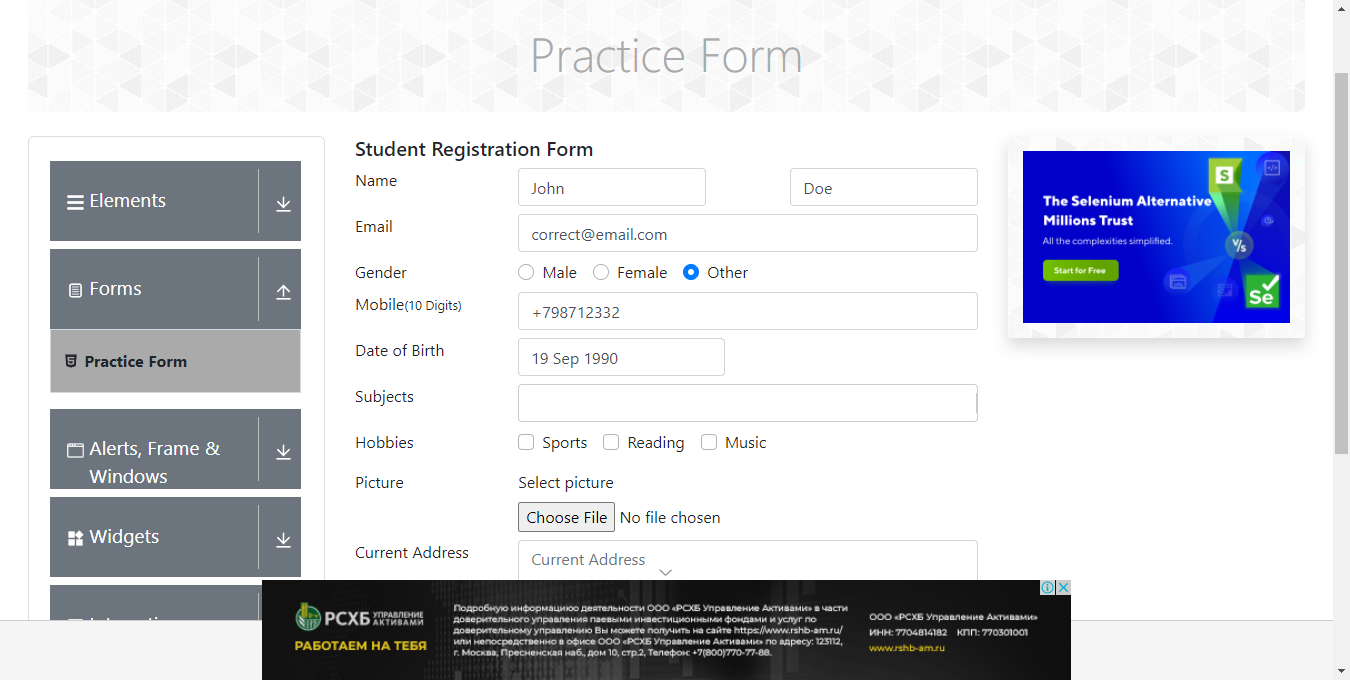 Practice Form
Elements
Forms
Practice Form
Alerts, Frame &
Windows
Widgets
Student Registration Form
Name
John
Doe
Email
correct@email.com
Gender
Male
Female
Other
Mobile(10 Digits)
+798712332
Date of Birth
19 Sep 1990
Subjects
Hobbies
Sports
Reading
Music
Picture
Select picture
Choose File
No file chosen
Current Address
Current Address
The Selenium Alternative
Millions Trust
All the complexities simplified.
Start for Free
S
V/s
Se
РСХБ УПРАВЛЕНИЕ
АКТИВАМИ
РАБОТАЕМ НА ТЕБЯ
Подробную информацию деятельности ООО «РСХБ Управление Активами» в части
доверительного управления паевыми инвестиционными фондами и услуг по
доверительному управлению Вы можете получить на сайте https://www.rshb-am.ru/
или непосредственно в офисе ООО «РСХБ Управление Активами» по адресу: 123112,
г. Москва, Пресненская наб., дом 10, стр.2, Телефон: +7(800)770-77-88.
ООО «РСХБ Управление Активами»
ИНН: 7704814182 КПП: 770301001
www.rshb-am.ru